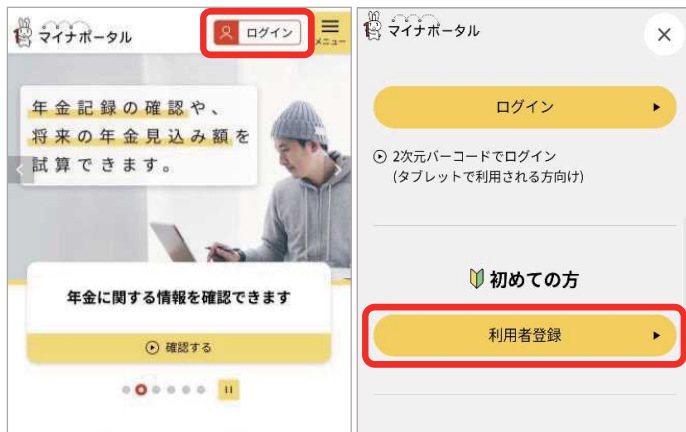 マイナポータル
ログイン
メニュー
年金記録の確認や、
将来の年金見込み額を
試算できます。
年金に関する情報を確認できます
確認する
マイナポータル
ログイン
2次元バーコードでログイン
(タブレットで利用される方向け)
初めての方
利用者登録